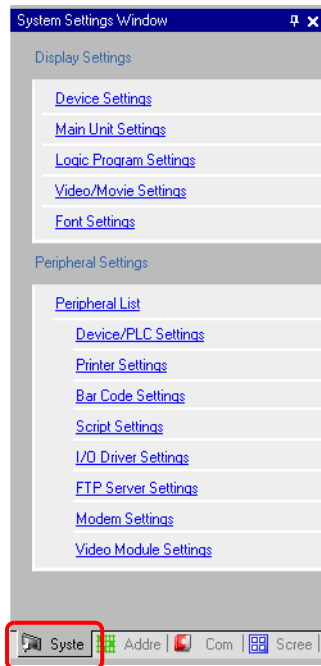 System Settings Window
Display Settings
Device Settings
Main Unit Settings
Logic Program Settings
Video/Movie Settings
Font Settings
Peripheral Settings
Peripheral List
Device/PLC Settings
Printer Settings
Bar Code Settings
Script Settings
I/O Driver Settings
FTP Server Settings
Modem Settings
Video Module Settings
Syste Addre Com Scree